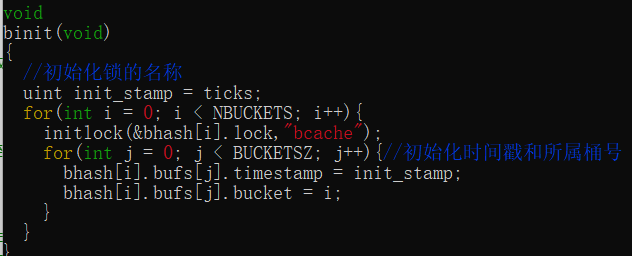 void
binit(void)
{
  //初始化锁的名称
  uint init_stamp = ticks;
  for(int i = 0; i < NBUCKETS; i++){
    initlock(&bhash[i].lock,"bcache");
    for(int j = 0; j < BUCKETSZ; j++){//初始化时间戳和所属桶号
      bhash[i].bufs[j].timestamp = init_stamp;
      bhash[i].bufs[j].bucket = i;
    }
  }
}